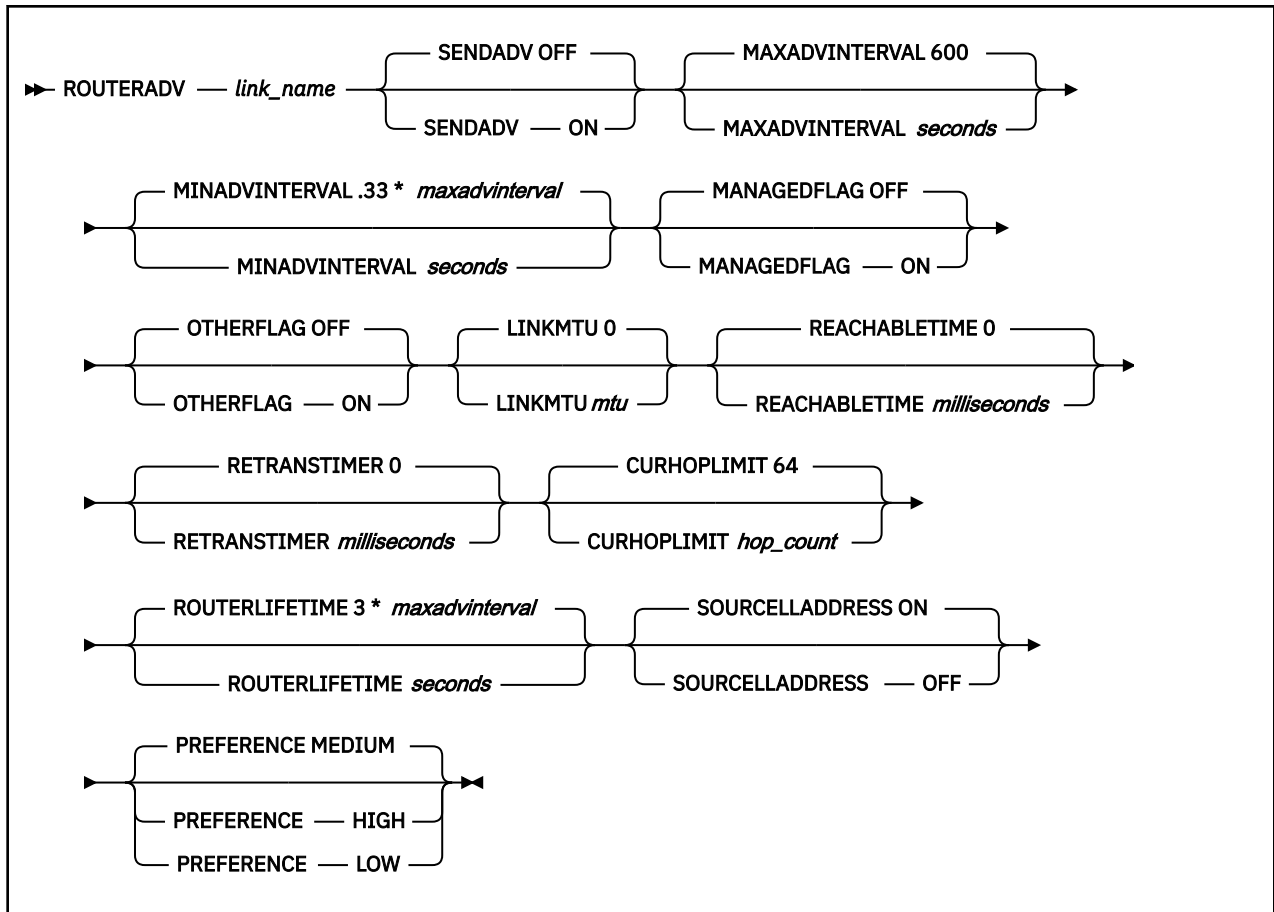 SENDADV OFF MAXADVINTERVAL 600
ROUTERADV link_name
SENDADV ON MAXADVINTERVAL seconds
MINADVINTERVAL .33 * maxadvinterval MANAGEDFLAG OFF
MINADVINTERVAL seconds MANAGEDFLAG ON
OTHERFLAG OFF LINKMTU 0 REACHABLETIME 0
OTHERFLAG ON LINKMTU mtu REACHABLETIME milliseconds
RETRANSTIMER 0 CURHOPLIMIT 64
RETRANSTIMER milliseconds CURHOPLIMIT hop_count
ROUTERLIFETIME 3 * maxadvinterval SOURCELLADDRESS ON
ROUTERLIFETIME seconds SOURCELLADDRESS OFF
PREFERENCE MEDIUM
PREFERENCE HIGH
PREFERENCE LOW